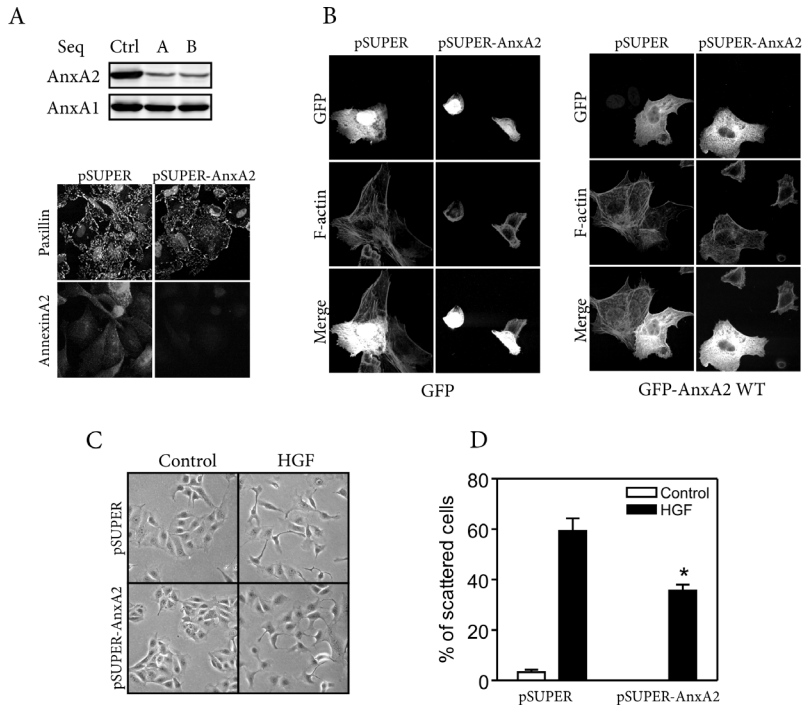 A
Seq Ctrl A B
AnxA2
AnxA1
pSUPER pSUPER-AnxA2
Paxillin
AnnexinA2
B
pSUPER pSUPER-AnxA2
GFP
F-actin
Merge
GFP
pSUPER pSUPER-AnxA2
GFP
F-actin
Merge
GFP-AnxA2 WT
C
Control HGF
pSUPER
pSUPER-AnxA2
D
% of scattered cells
80
60
40
20
0
Control
HGF
*
pSUPER pSUPER-AnxA2